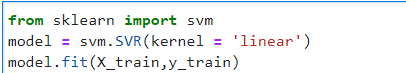 from sklearn import svm
model = svm.SVR(kernel = 'linear')
model.fit(X_train,y_train)